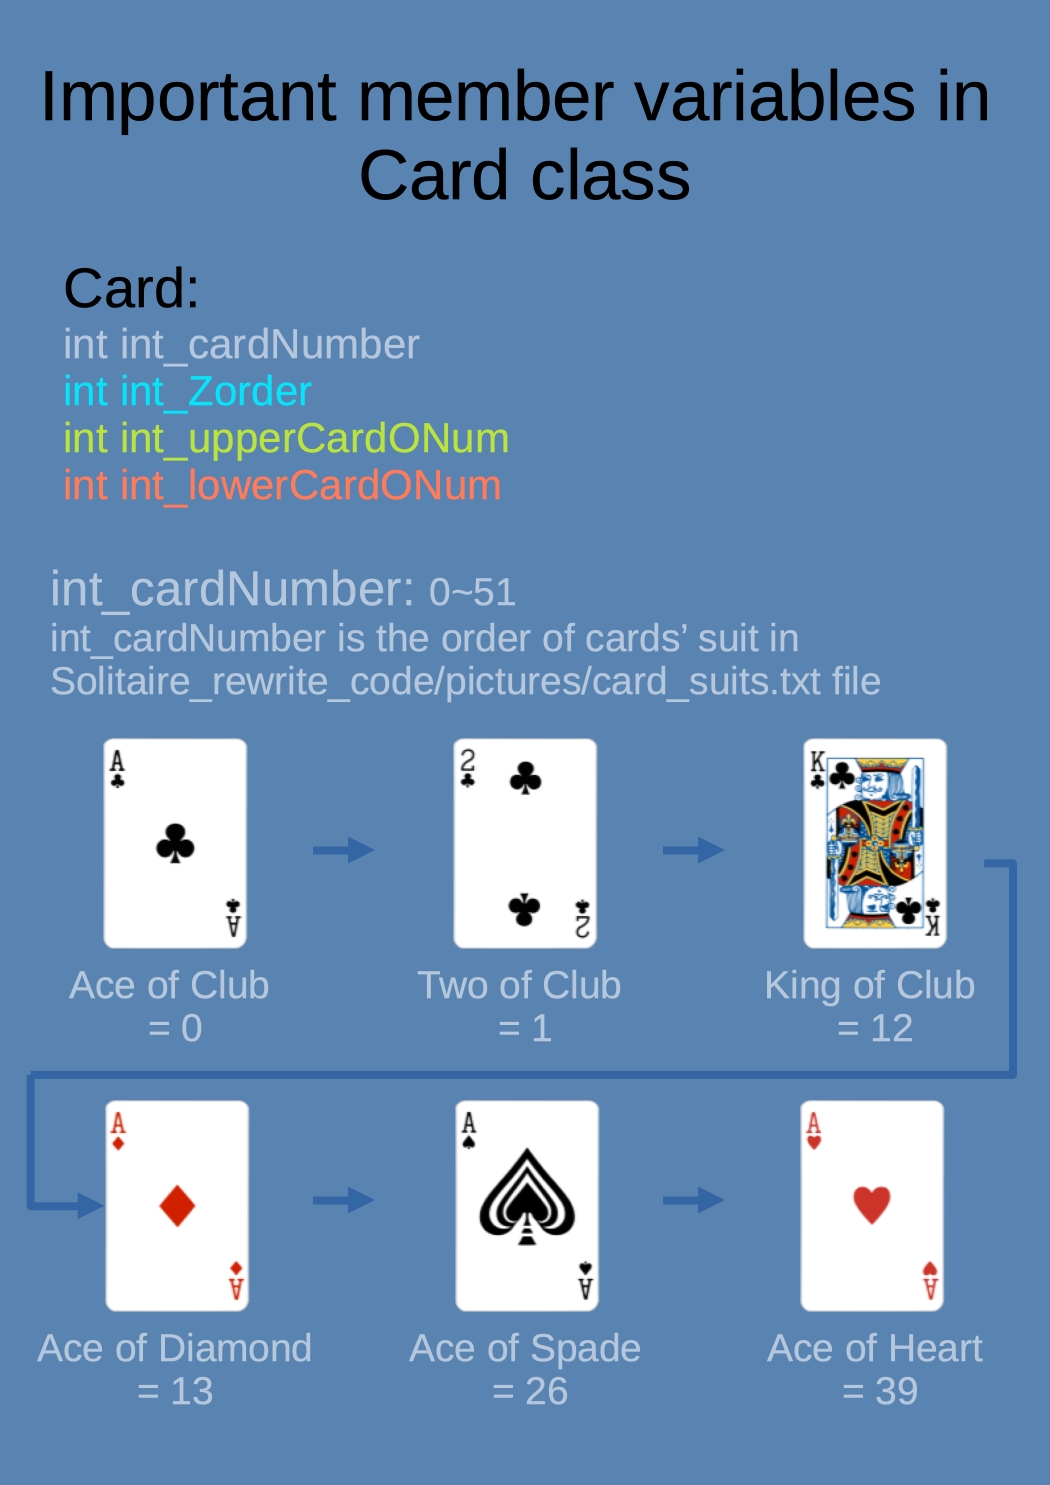 Important member variables in
Card class
Card:
int int_cardNumber
int int_Zorder
int int_upperCardONum
int int_lowerCardONum
int_cardNumber: 0~51
int_cardNumber is the order of cards’ suit in
Solitaire_rewrite_code/pictures/card_suits.txt file
A
A
2
2
K
K
Ace of Club
= 0
Two of Club
= 1
King of Club
= 12
A
A
A
A
A
A
Ace of Diamond
= 13
Ace of Spade
= 26
Ace of Heart
= 39